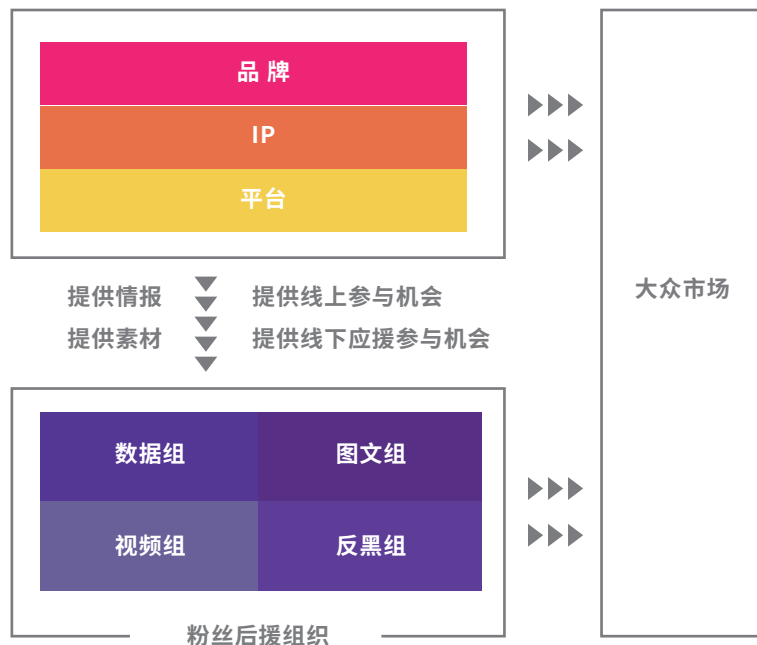 品 牌
IP
平台
提供情报
提供线上参与机会
提供素材
提供线下应援参与机会
大众市场
数据组
图文组
视频组
反黑组
粉丝后援组织